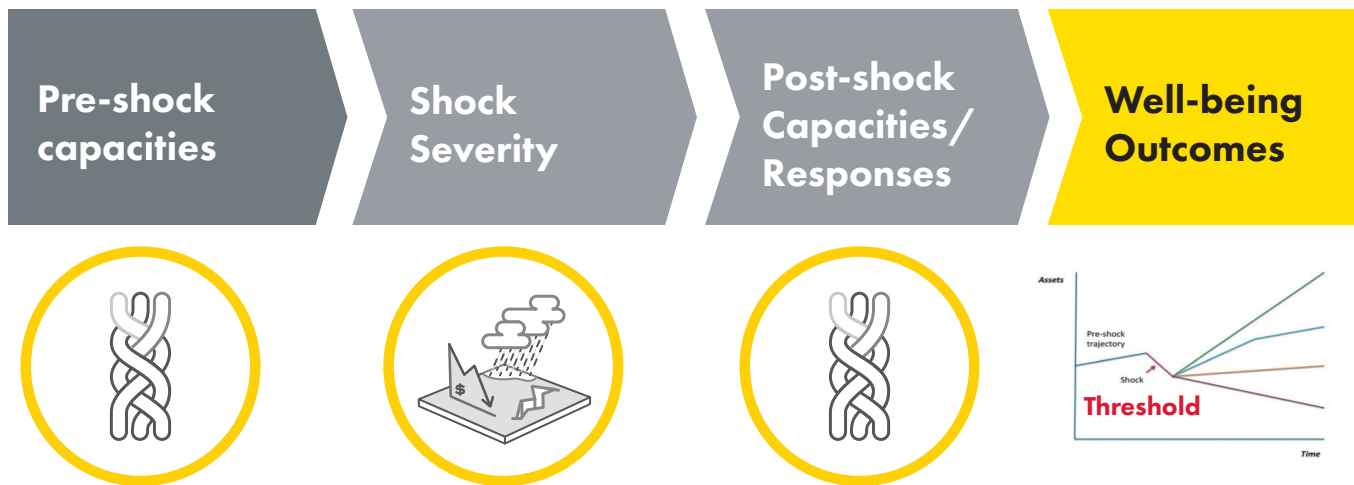 Pre-shock
capacities
Shock
Severity
Post-shock
Capacities/
Responses
Well-being
Outcomes
$
Assets
Pre-shock
trajectory
Shock
Threshold
Time